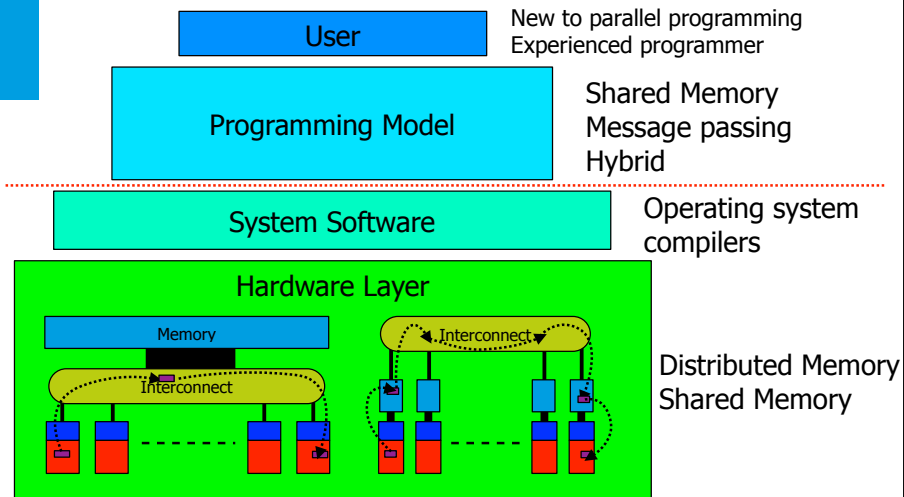 User
New to parallel programming
Experienced programmer
Programming Model
Shared Memory
Message passing
Hybrid
System Software
Operating system
compilers
Hardware Layer
Memory
Interconnect
Interconnect
Distributed Memory
Shared Memory